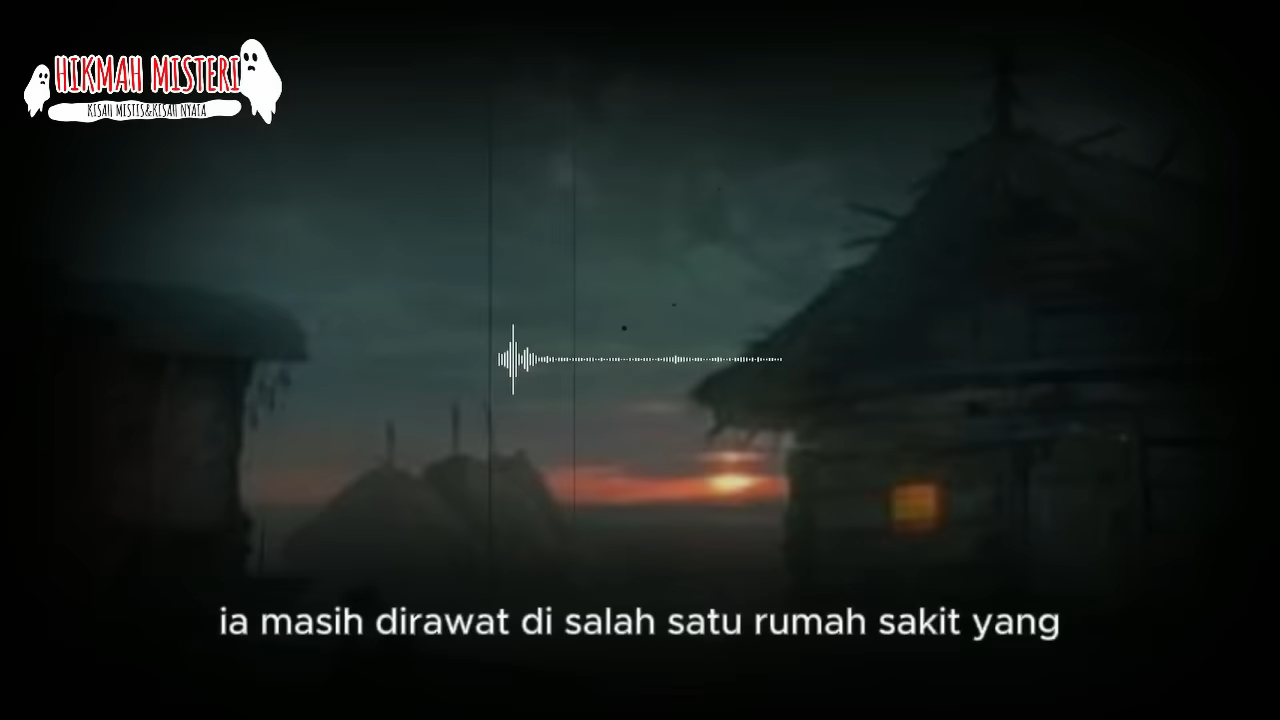 HIKMAH MISTERI
KISAH MISTIS&KISAH NYATA
ia masih dirawat di salah satu rumah sakit yang